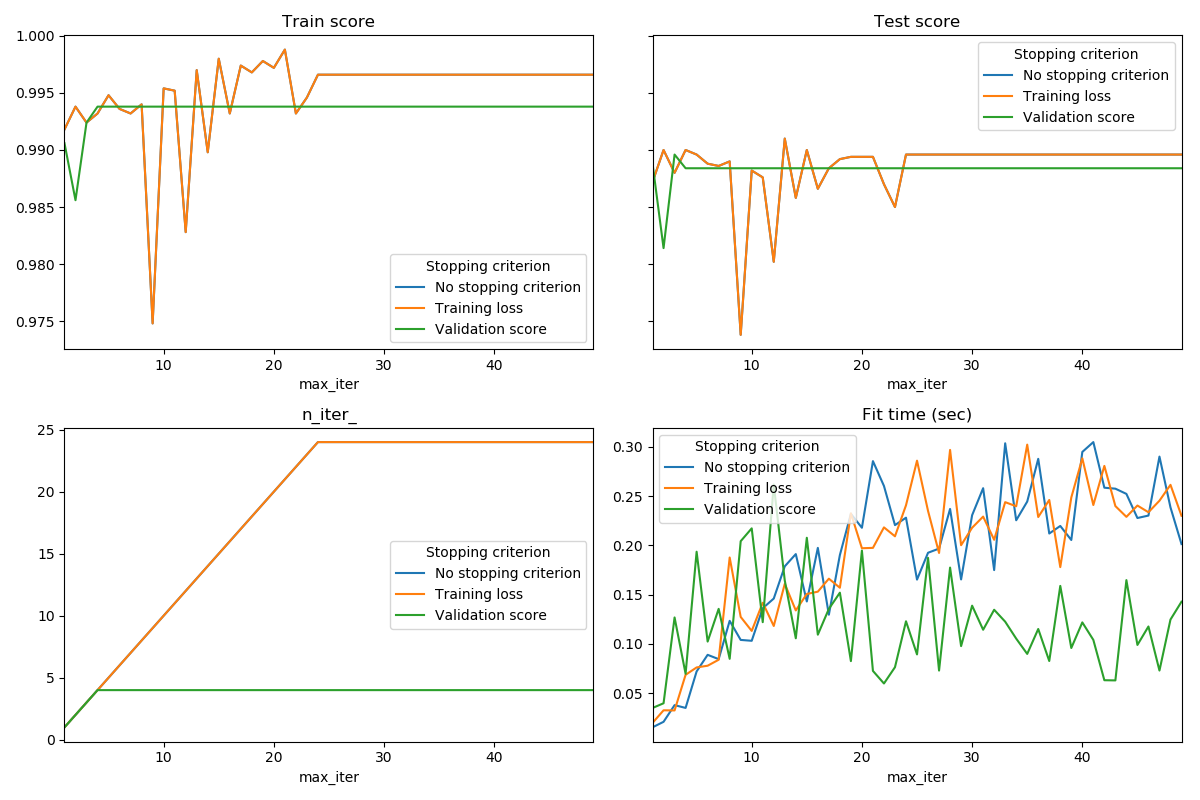 Train score
1.000
0.995
0.990
0.985
0.980
0.975
Stopping criterion
No stopping criterion
Training loss
Validation score
10 20 30 40
max_iter
Test score
Stopping criterion
No stopping criterion
Training loss
Validation score
10 20 30 40
max_iter
n_iter_
25
20
15
10
5
0
Stopping criterion
No stopping criterion
Training loss
Validation score
10 20 30 40
max_iter
Fit time (sec)
0.30
0.25
0.20
0.15
0.10
0.05
Stopping criterion
No stopping criterion
Training loss
Validation score
10 20 30 40
max_iter